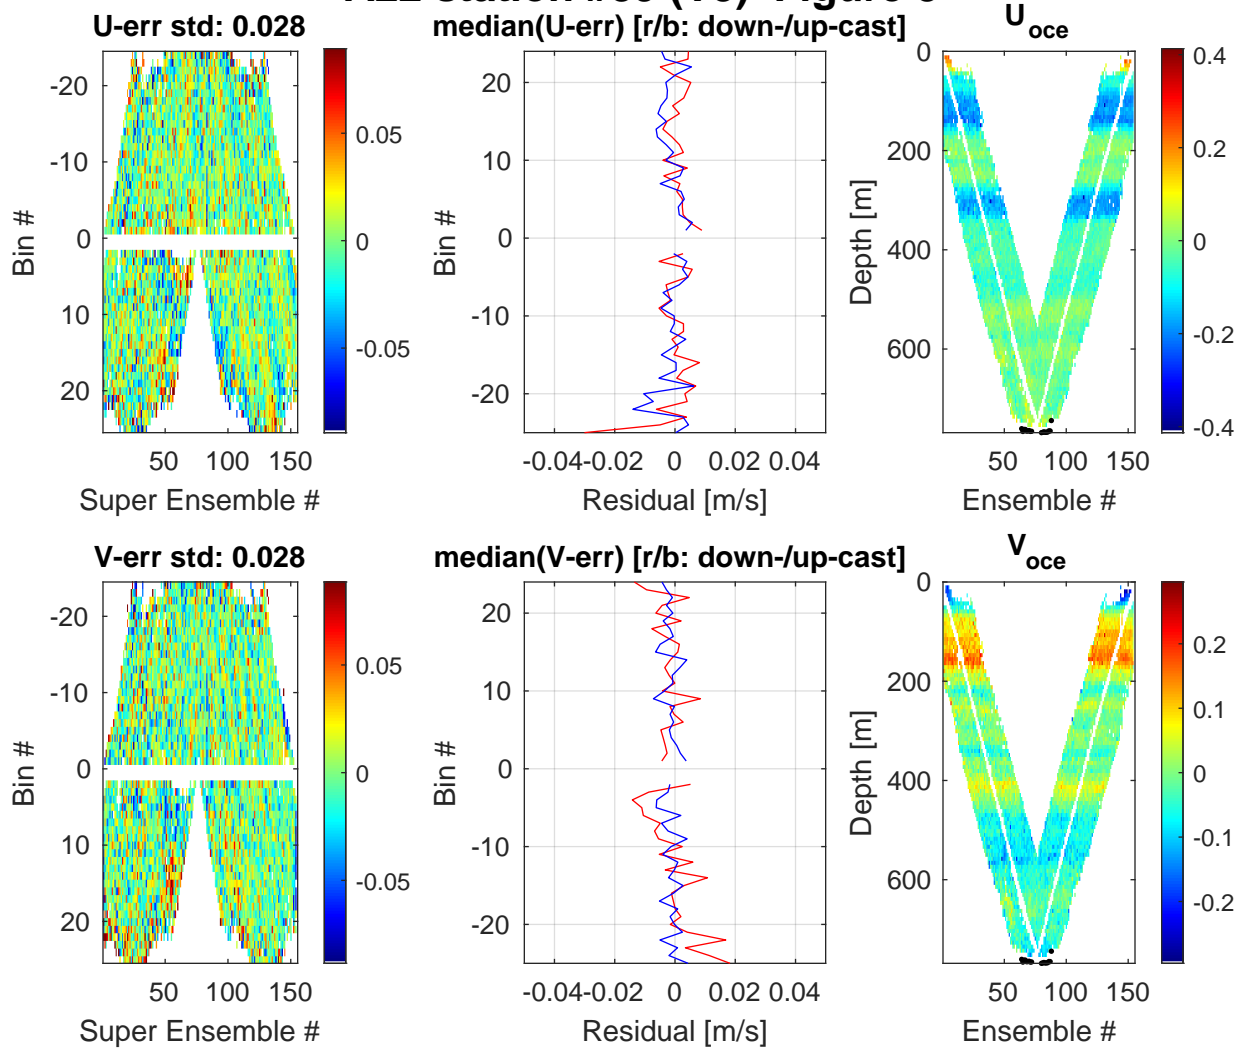 U-err std: 0.028
-20
-10
0
10
20
Bin #
50 100 150
Super Ensemble #
0.05
0
-0.05
median(U-err) [r/b: down-/up-cast]
20
10
0
-10
-20
Bin #
-0.04 -0.02 0 0.02 0.04
Residual [m/s]
U_oce
0
200
400
600
Depth [m]
50 100 150
Ensemble #
0.4
0.2
0
-0.2
-0.4
V-err std: 0.028
-20
-10
0
10
20
Bin #
50 100 150
Super Ensemble #
0.05
0
-0.05
median(V-err) [r/b: down-/up-cast]
20
10
0
-10
-20
Bin #
-0.04 -0.02 0 0.02 0.04
Residual [m/s]
V_oce
0
200
400
600
Depth [m]
50 100 150
Ensemble #
0.2
0.1
0
-0.1
-0.2